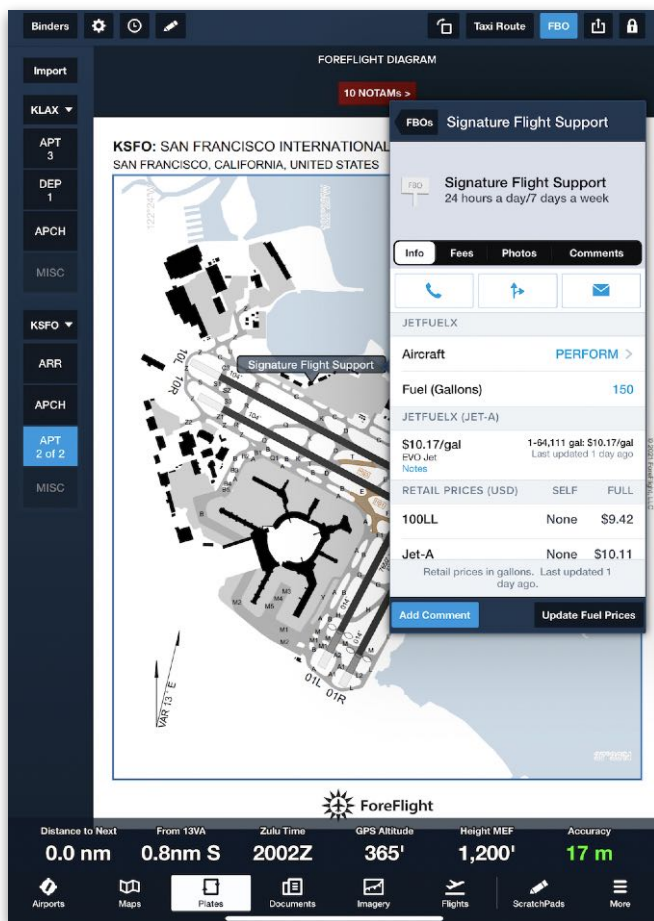 Binders
Taxi Route
FBO
FOREFLIGHT DIAGRAM
10 NOTAMs >
Import
KLAX ▼
APT
3
DEP
1
APCH
MISC
KSFO ▼
ARR
APCH
APT
2 of 2
MISC
KSFO: SAN FRANCISCO INTERNATIONAL
SAN FRANCISCO, CALIFORNIA, UNITED STATES
10L
10R
Signature Flight Support
01L 01R
VAR 13° E
FBOs
Signature Flight Support
FBO
Signature Flight Support
24 hours a day/7 days a week
Info Fees Photos Comments
JETFUELX
Aircraft PERFORM >
Fuel (Gallons) 150
JETFUELX (JET-A)
$10.17/gal 1-64,111 gal: $10.17/gal
EVO Jet Last updated 1 day ago
Notes
RETAIL PRICES (USD) SELF FULL
100LL None $9.42
Jet-A None $10.11
Retail prices in gallons. Last updated 1
day ago.
Add Comment Update Fuel Prices
© 2021 ForeFlight, LLC
ForeFlight
Distance to Next From 13VA Zulu Time GPS Altitude Height MEF Accuracy
0.0 nm 0.8nm S 2002Z 365' 1,200' 17 m
Airports Maps Plates Documents Imagery Flights ScratchPads More